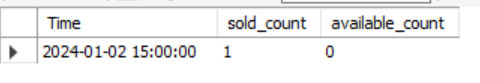 Time sold_count available_count
2024-01-02 15:00:00 1 0